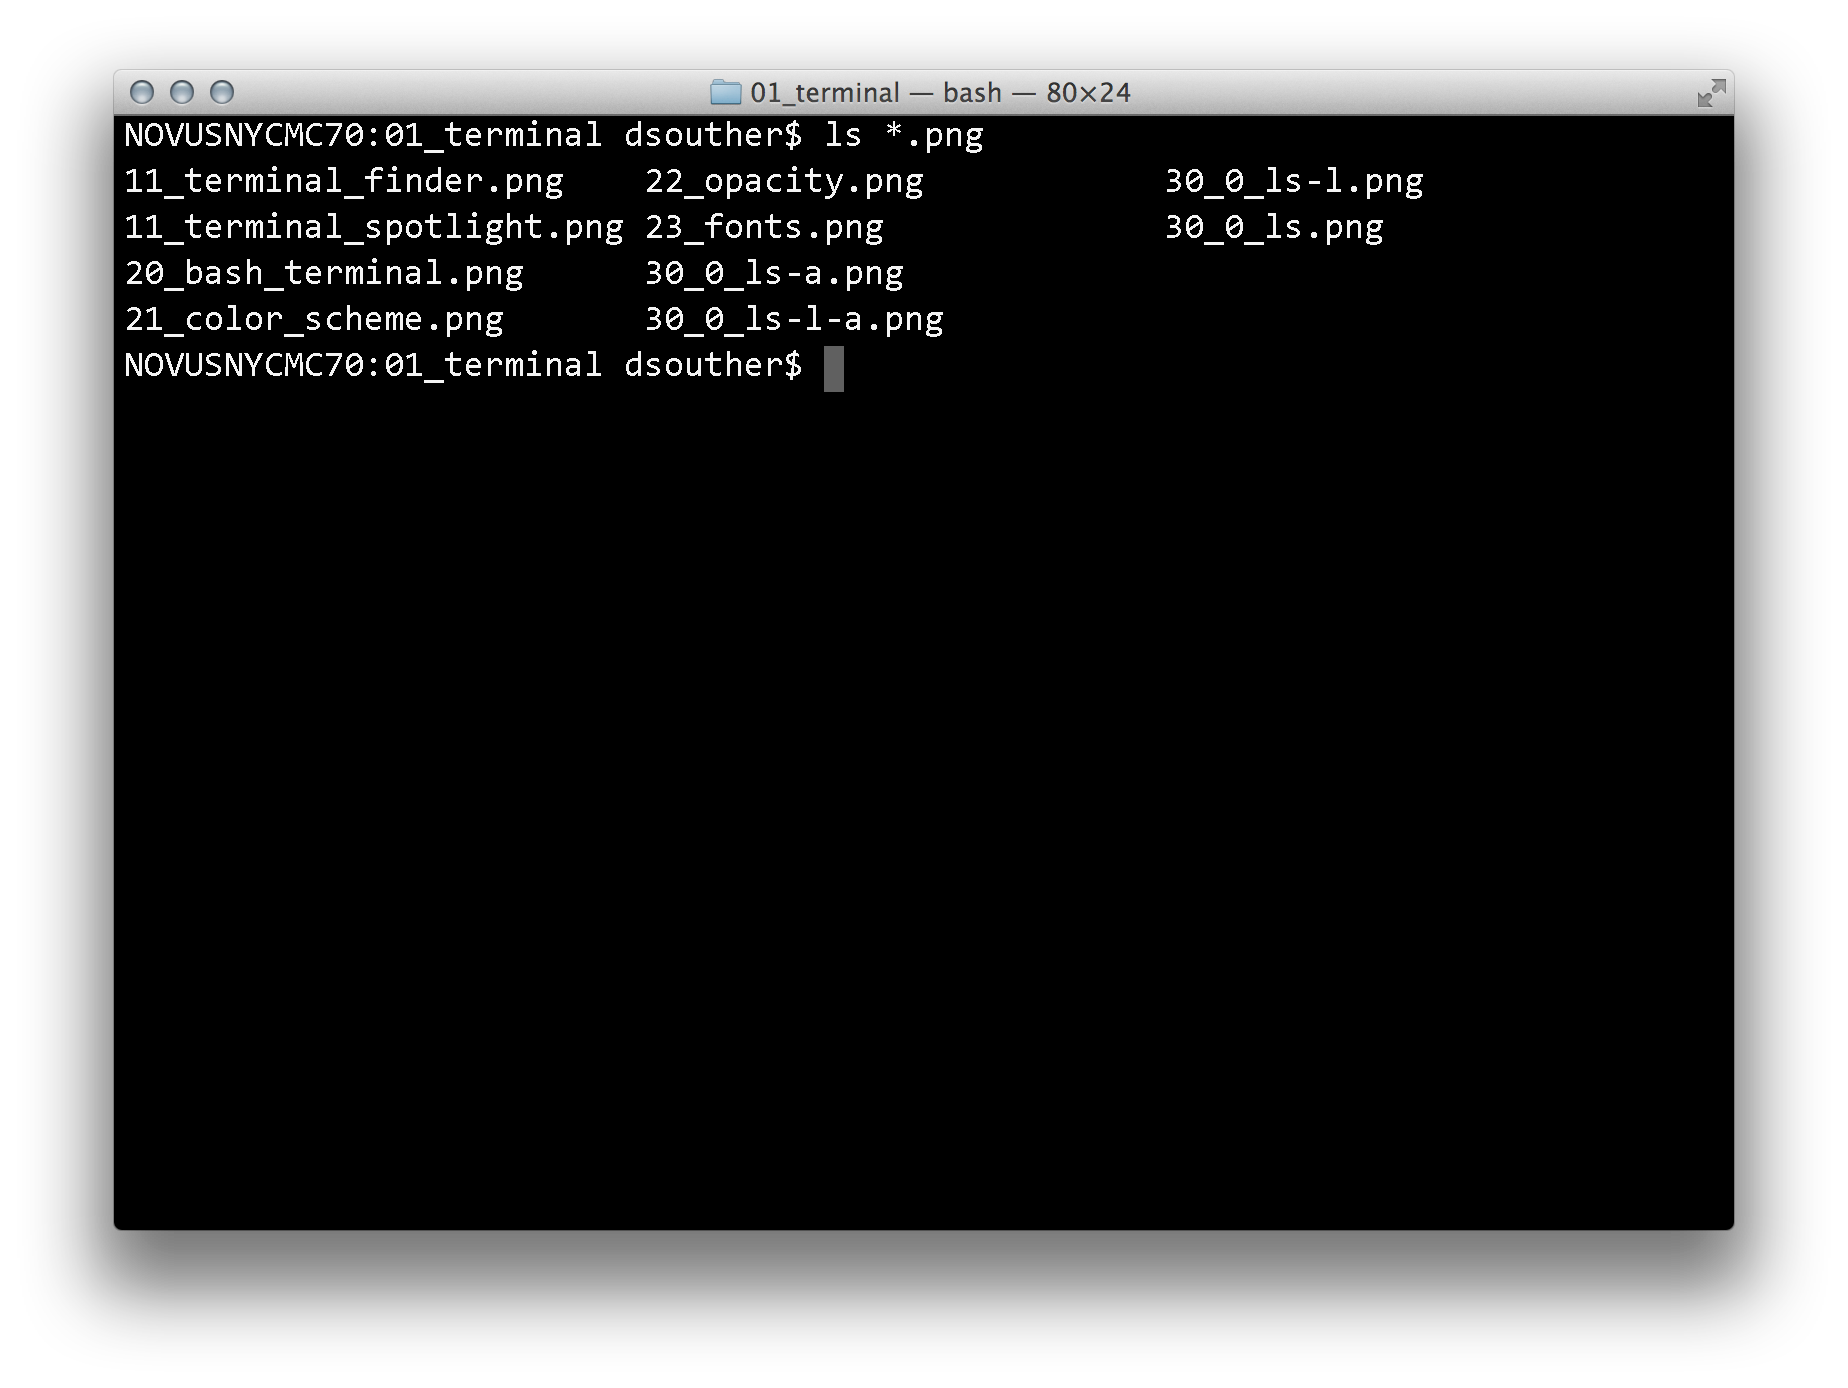 01_terminal — bash — 80×24
NOVUSNYCMC70:01_terminal dsouther$ ls *.png
11_terminal_finder.png    22_opacity.png            30_0_ls-l.png
11_terminal_spotlight.png 23_fonts.png              30_0_ls.png
20_bash_terminal.png      30_0_ls-a.png
21_color_scheme.png       30_0_ls-l-a.png
NOVUSNYCMC70:01_terminal dsouther$